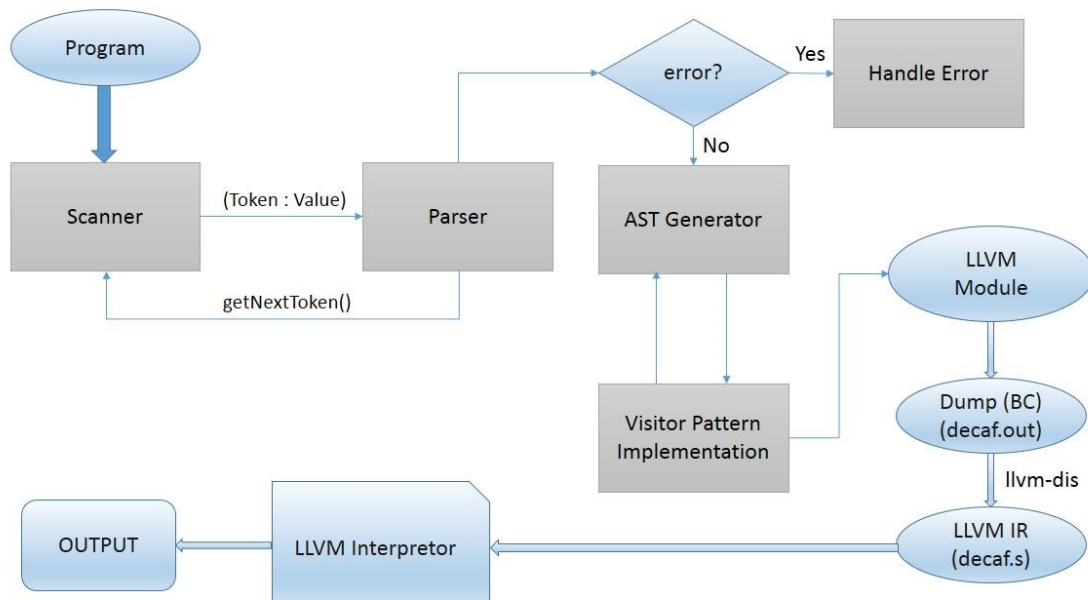 Program
error?
Yes
Handle Error
No
Scanner
(Token : Value)
Parser
AST Generator
getNextToken()
LLVM
Module
Visitor Pattern
Implementation
Dump (BC)
(decaf.out)
llvm-dis
OUTPUT
LLVM Interpretor
LLVM IR
(decaf.s)